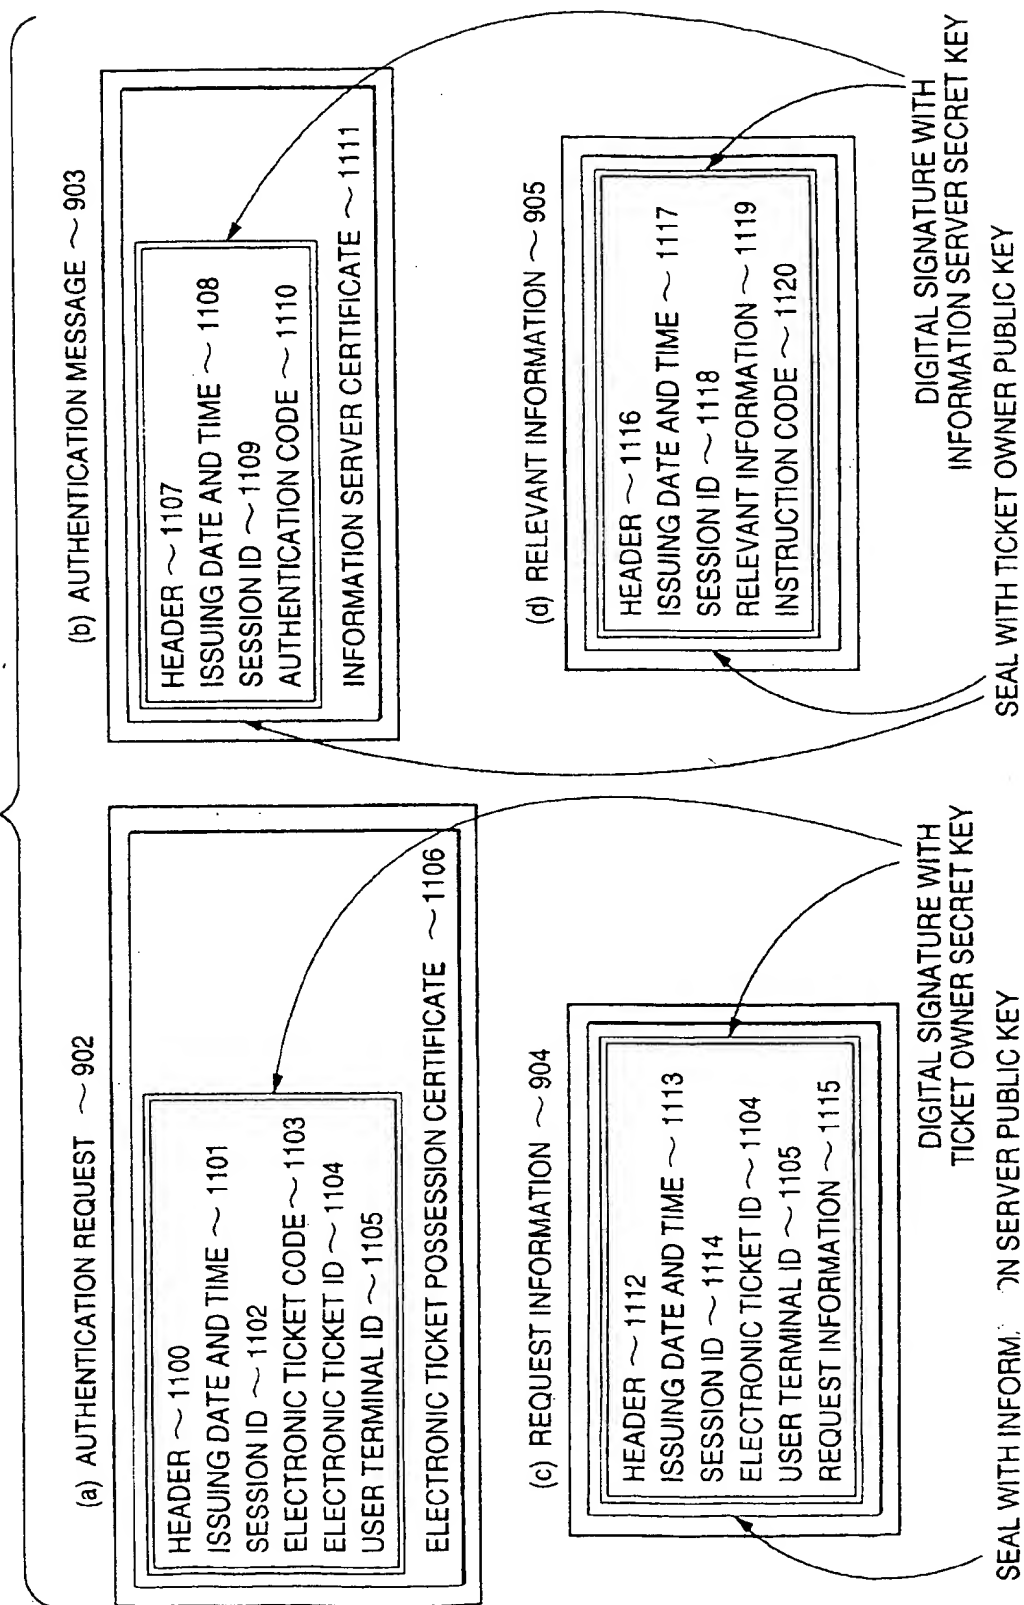 (a) AUTHENTICATION REQUEST ~902
HEADER ~1100
ISSUING DATE AND TIME ~1101
SESSION ID ~1102
ELECTRONIC TICKET CODE ~1103
ELECTRONIC TICKET ID ~1104
USER TERMINAL ID ~1105
ELECTRONIC TICKET POSSESSION CERTIFICATE ~1106
(b) AUTHENTICATION MESSAGE ~903
HEADER ~1107
ISSUING DATE AND TIME ~1108
SESSION ID ~1109
AUTHENTICATION CODE ~1110
INFORMATION SERVER CERTIFICATE ~1111
(c) REQUEST INFORMATION ~904
HEADER ~1112
ISSUING DATE AND TIME ~1113
SESSION ID ~1114
ELECTRONIC TICKET ID ~1104
USER TERMINAL ID ~1105
REQUEST INFORMATION ~1115
(d) RELEVANT INFORMATION ~905
HEADER ~1116
ISSUING DATE AND TIME ~1117
SESSION ID ~1118
RELEVANT INFORMATION ~1119
INSTRUCTION CODE ~1120
DIGITAL SIGNATURE WITH
TICKET OWNER SECRET KEY
SEAL WITH INFORM ON SERVER PUBLIC KEY
DIGITAL SIGNATURE WITH
INFORMATION SERVER SECRET KEY
SEAL WITH TICKET OWNER PUBLIC KEY